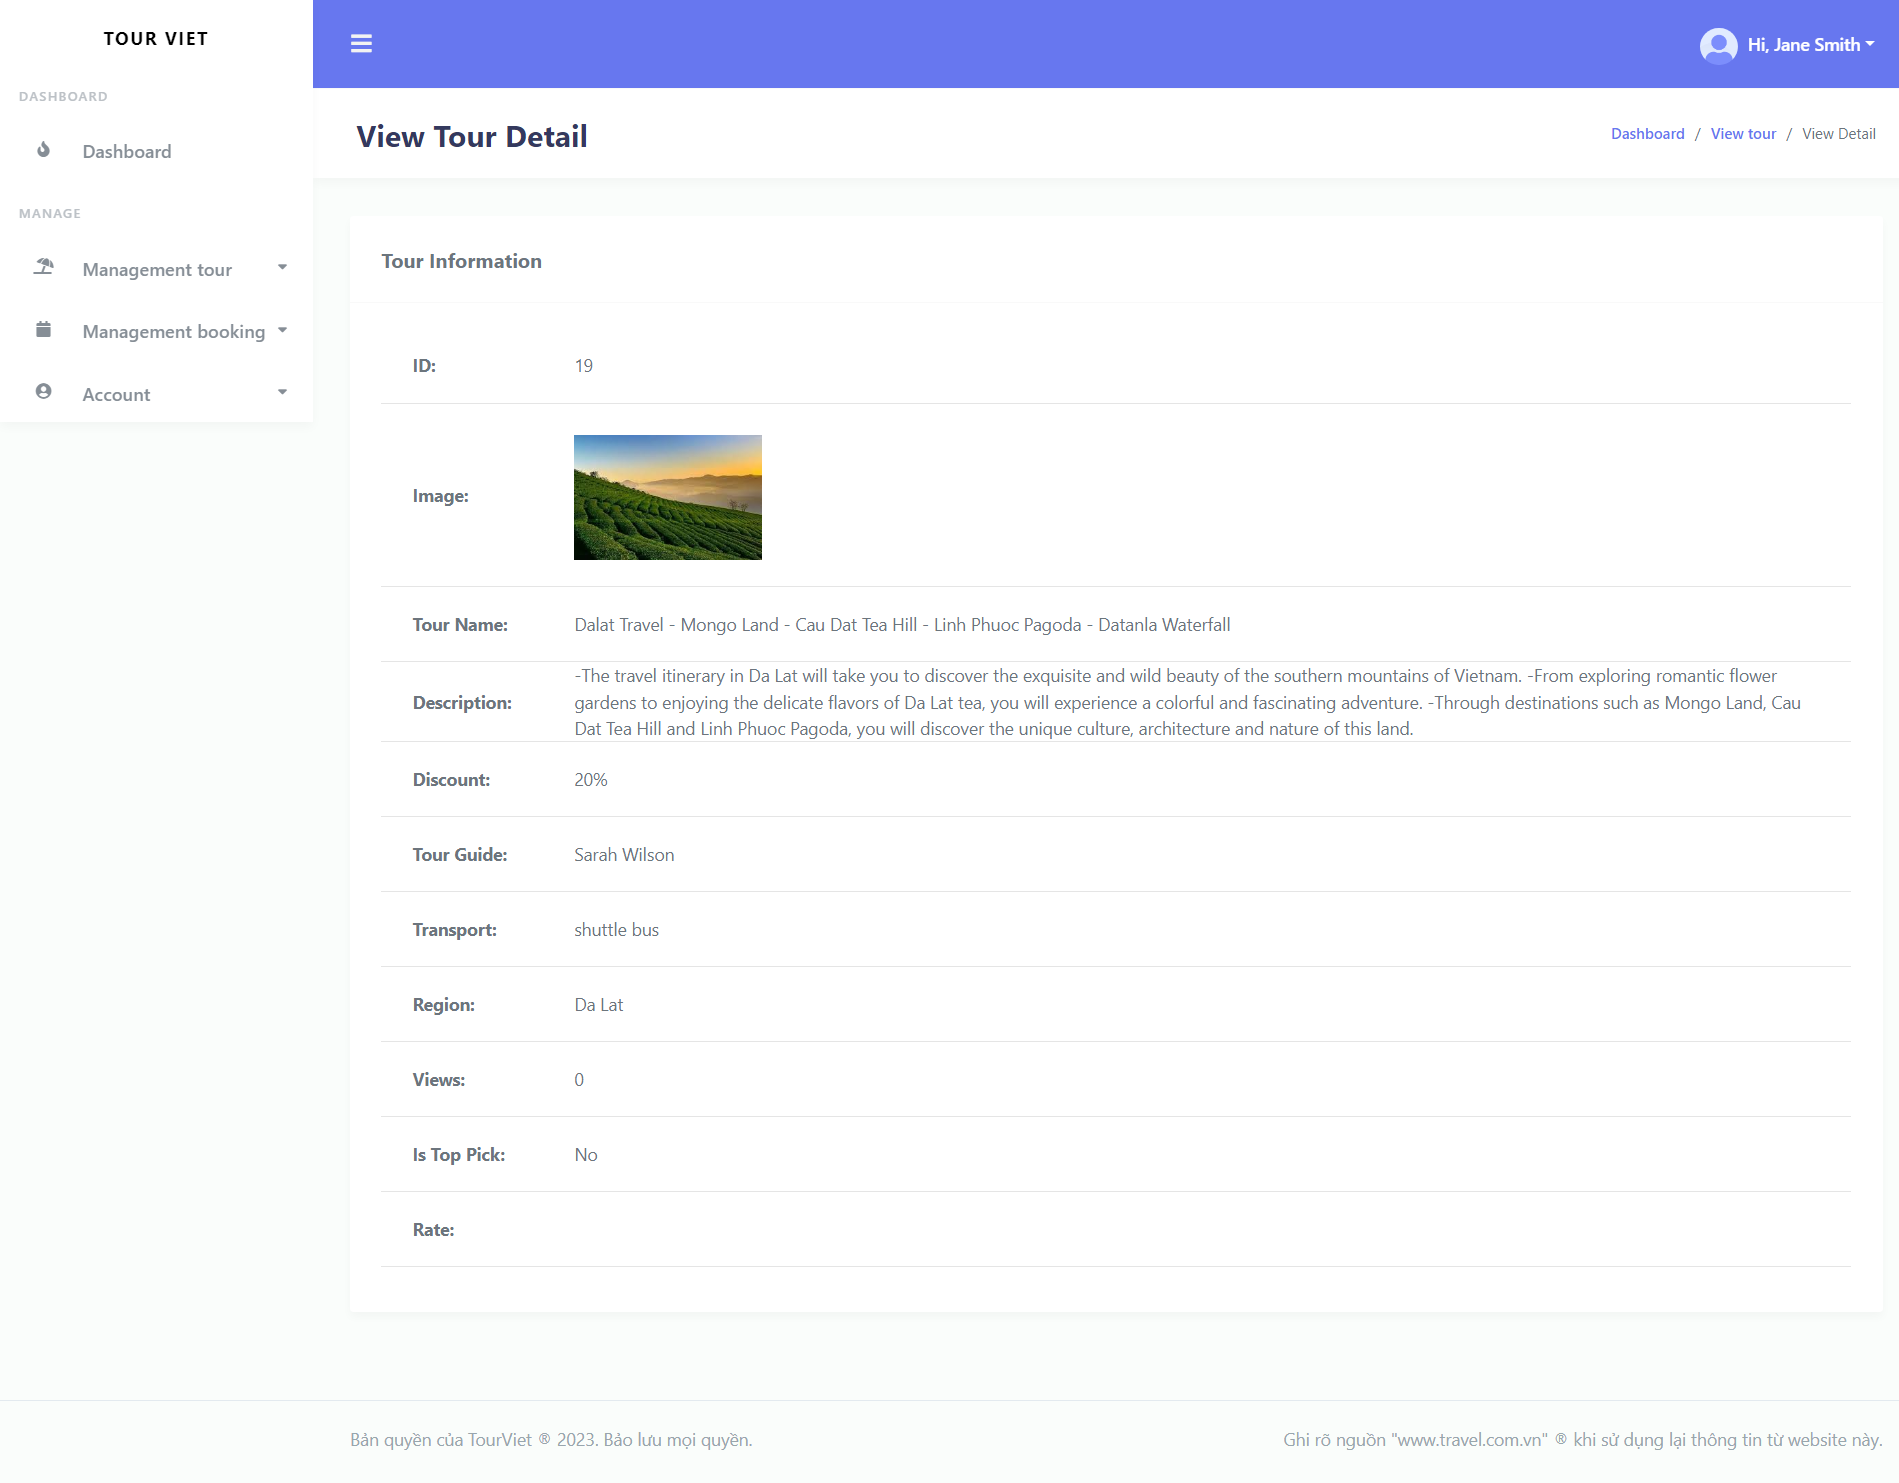 TOUR VIET
Hi, Jane Smith
DASHBOARD
Dashboard
MANAGE
Management tour
Management booking
Account
View Tour Detail
Dashboard / View tour / View Detail
Tour Information
ID: 19
Image:
Tour Name: Dalat Travel - Mongo Land - Cau Dat Tea Hill - Linh Phuoc Pagoda - Datanla Waterfall
Description: -The travel itinerary in Da Lat will take you to discover the exquisite and wild beauty of the southern mountains of Vietnam. -From exploring romantic flower
gardens to enjoying the delicate flavors of Da Lat tea, you will experience a colorful and fascinating adventure. -Through destinations such as Mongo Land, Cau
Dat Tea Hill and Linh Phuoc Pagoda, you will discover the unique culture, architecture and nature of this land.
Discount: 20%
Tour Guide: Sarah Wilson
Transport: shuttle bus
Region: Da Lat
Views: 0
Is Top Pick: No
Rate:
Bản quyền của TourViet ® 2023. Bảo lưu mọi quyền.
Ghi rõ nguồn "www.travel.com.vn" ® khi sử dụng lại thông tin từ website này.